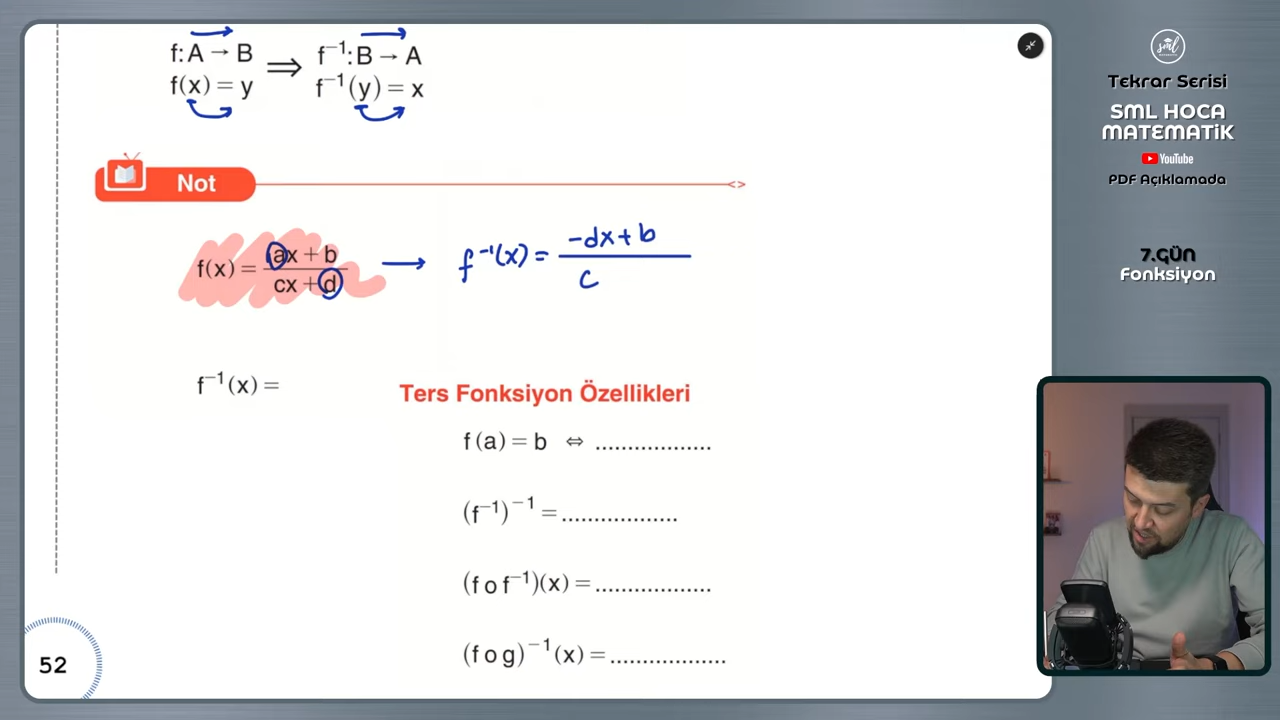 f: A → B ⇒ f⁻¹: B → A
f(x) = y f⁻¹(y) = x
Not
f(x) = (ax + b)/(cx + d) → f⁻¹(x) = (-dx + b)/(c
f⁻¹(x) =
Ters Fonksiyon Özellikleri
f(a) = b ⇔ ..................
(f⁻¹)⁻¹ = ..................
(f o f⁻¹)(x) = ..................
(f o g)⁻¹(x) = ..................
52
sml
Tekrar Serisi
SML HOCA
MATEMATİK
YouTube
PDF Açıklamada
7.GÜN
Fonksiyon